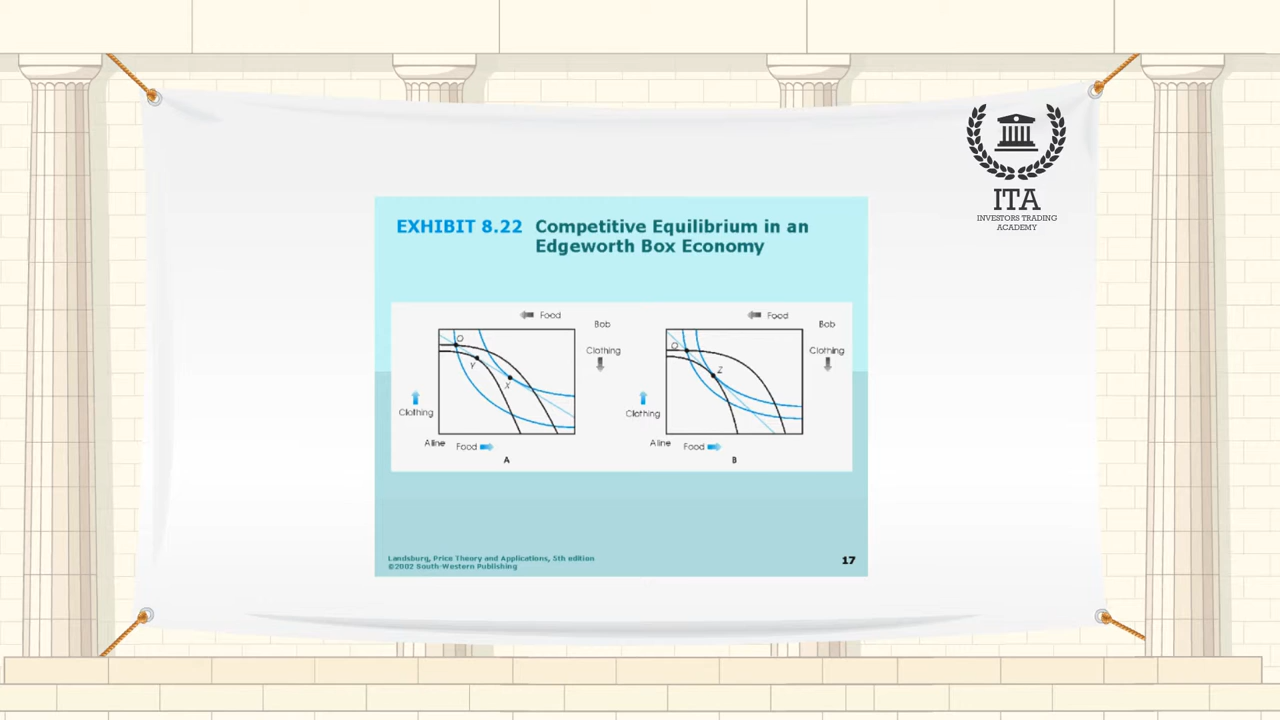 ITA
INVESTORS TRADING
ACADEMY
EXHIBIT 8.22 Competitive Equilibrium in an
Edgeworth Box Economy
Food
Bob
Clothing
O
Y
X
Clothing
Aline
Food
A
Food
Bob
Clothing
O
Z
Clothing
Aline
Food
B
Landsburg, Price Theory and Applications, 5th edition
©2002 South-Western Publishing
17